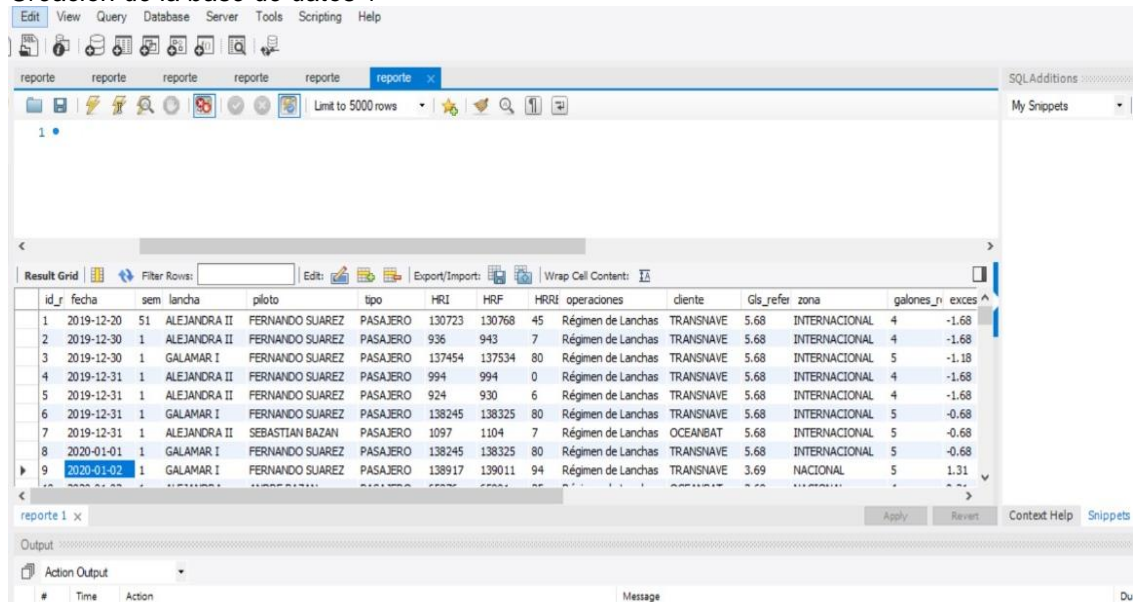 Creación de la base de datos 1
Edit View Query Database Server Tools Scripting Help
reporte reporte reporte reporte reporte reporte ×
SQLAdditions
Limit to 5000 rows
My Snippets
1
Result Grid Filter Rows: Edit: Export/Import: Wrap Cell Content: IA
id_r fecha sem lancha piloto tipo HRI HRF HRRE operaciones cliente Gls_refer zona galones_r exces
1 2019-12-20 51 ALEJANDRA II FERNANDO SUAREZ PASAJERO 130723 130768 45 Régimen de Lanchas TRANSNAVE 5.68 INTERNACIONAL 4 -1.68
2 2019-12-30 1 ALEJANDRA II FERNANDO SUAREZ PASAJERO 936 943 7 Régimen de Lanchas TRANSNAVE 5.68 INTERNACIONAL 4 -1.68
3 2019-12-30 1 GALAMAR I FERNANDO SUAREZ PASAJERO 137454 137534 80 Régimen de Lanchas TRANSNAVE 5.68 INTERNACIONAL 5 -1.18
4 2019-12-31 1 ALEJANDRA II FERNANDO SUAREZ PASAJERO 994 994 0 Régimen de Lanchas TRANSNAVE 5.68 INTERNACIONAL 4 -1.68
5 2019-12-31 1 ALEJANDRA II FERNANDO SUAREZ PASAJERO 924 930 6 Régimen de Lanchas TRANSNAVE 5.68 INTERNACIONAL 4 -1.68
6 2019-12-31 1 GALAMAR I FERNANDO SUAREZ PASAJERO 138245 138325 80 Régimen de Lanchas TRANSNAVE 5.68 INTERNACIONAL 5 -0.68
7 2019-12-31 1 ALEJANDRA II SEBASTIAN BAZAN PASAJERO 1097 1104 7 Régimen de Lanchas OCEANBAT 5.68 INTERNACIONAL 5 -0.68
8 2020-01-01 1 GALAMAR I FERNANDO SUAREZ PASAJERO 138245 138325 80 Régimen de Lanchas TRANSNAVE 5.68 INTERNACIONAL 5 -0.68
9 2020-01-02 1 GALAMAR I FERNANDO SUAREZ PASAJERO 138917 139011 94 Régimen de Lanchas TRANSNAVE 3.69 NACIONAL 5 1.31
reporte 1 × Apply Revert Context Help Snippets
Output
Action Output
# Time Action Message Du